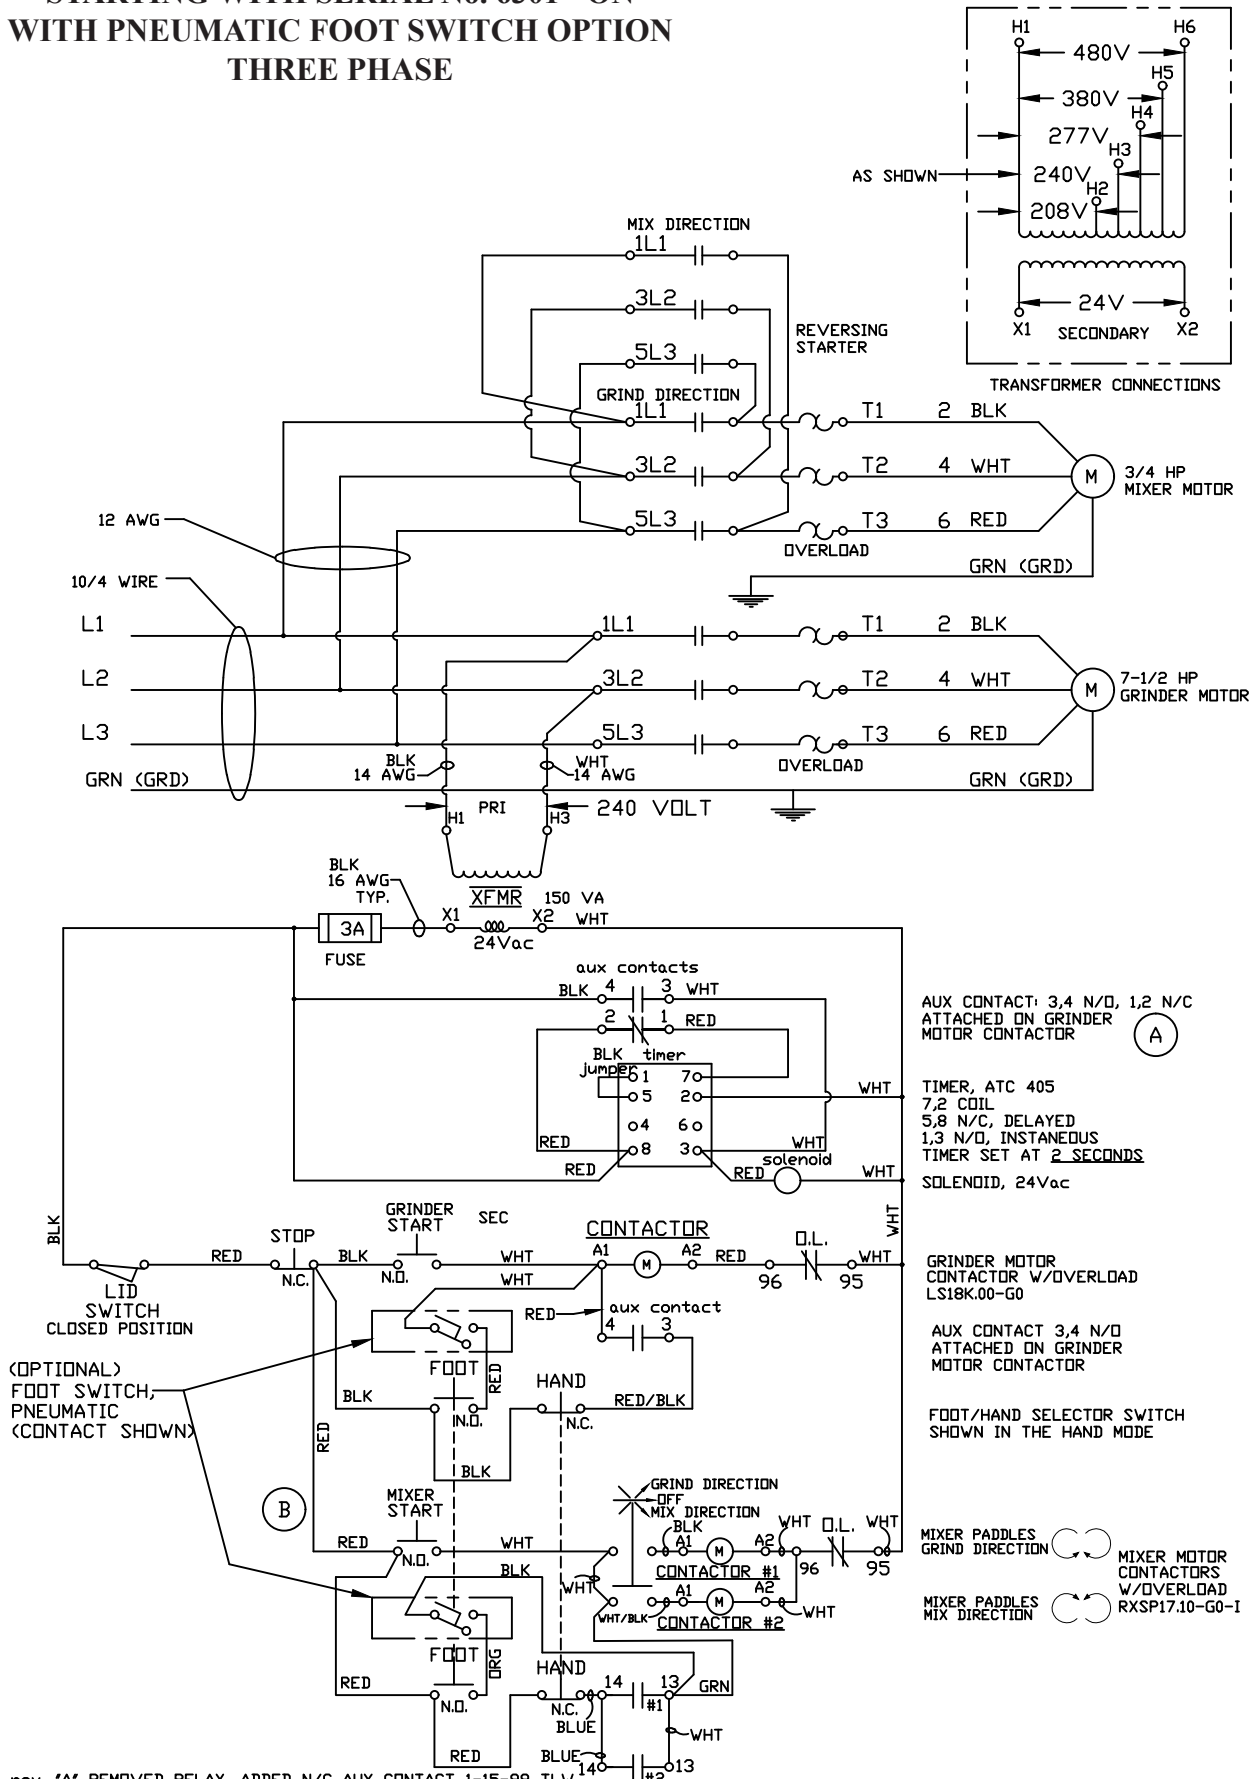 WITH PNEUMATIC FOOT SWITCH OPTION
THREE PHASE
H1
H6
480V
H5
380V
H4
277V
H3
AS SHOWN
240V
H2
208V
24V
X1
SECONDARY
X2
TRANSFORMER CONNECTIONS
MIX DIRECTION
1L1
3L2
REVERSING
STARTER
5L3
GRIND DIRECTION
1L1
T1
2
BLK
3L2
T2
4
WHT
M
3/4 HP
MIXER MOTOR
5L3
T3
6
RED
OVERLOAD
GRN (GRD)
12 AWG
10/4 WIRE
L1
1L1
T1
2
BLK
L2
3L2
T2
4
WHT
M
7-1/2 HP
GRINDER MOTOR
L3
5L3
T3
6
RED
OVERLOAD
BLK
14 AWG
WHT
14 AWG
GRN (GRD)
GRN (GRD)
PRI
240 VOLT
H1
H3
BLK
16 AWG
TYP.
XFMR
150 VA
3A
FUSE
X1
24Vac
X2
WHT
aux contacts
BLK
4
3
WHT
2
1
RED
BLK
jumper
timer
1
7
5
2
WHT
4
6
RED
8
3
WHT
RED
RED
solenoid
WHT
AUX CONTACT: 3,4 N/O, 1,2 N/C
ATTACHED ON GRINDER
MOTOR CONTACTOR
A
TIMER, ATC 405
7,2 COIL
5,8 N/C, DELAYED
1,3 N/O, INSTANEOUS
TIMER SET AT 2 SECONDS
SOLENOID, 24Vac
BLK
WHT
LID
SWITCH
CLOSED POSITION
RED
STOP
N.C.
BLK
GRINDER
START
N.O.
SEC
WHT
WHT
CONTACTOR
A1
M
A2
RED
96
O.L.
95
WHT
GRINDER MOTOR
CONTACTOR W/OVERLOAD
LS18K.00-G0
RED
aux contact
4
3
AUX CONTACT 3,4 N/O
ATTACHED ON GRINDER
MOTOR CONTACTOR
(OPTIONAL)
FOOT SWITCH,
PNEUMATIC
(CONTACT SHOWN)
FOOT
RED
HAND
BLK
N.O.
N.C.
RED/BLK
FOOT/HAND SELECTOR SWITCH
SHOWN IN THE HAND MODE
RED
BLK
B
MIXER
START
RED
N.O.
WHT
BLK
GRIND DIRECTION
OFF
MIX DIRECTION
BLK
A1
M
A2
WHT
O.L.
WHT
CONTACTOR #1
96
95
WHT
WHT/BLK
A1
M
A2
WHT
CONTACTOR #2
MIXER PADDLES
GRIND DIRECTION
MIXER PADDLES
MIX DIRECTION
MIXER MOTOR
CONTACTORS
W/OVERLOAD
RXSP17.10-G0-I
FOOT
ORG
HAND
RED
N.O.
N.C.
BLUE
14
#1
13
GRN
WHT
RED
BLUE
14
13